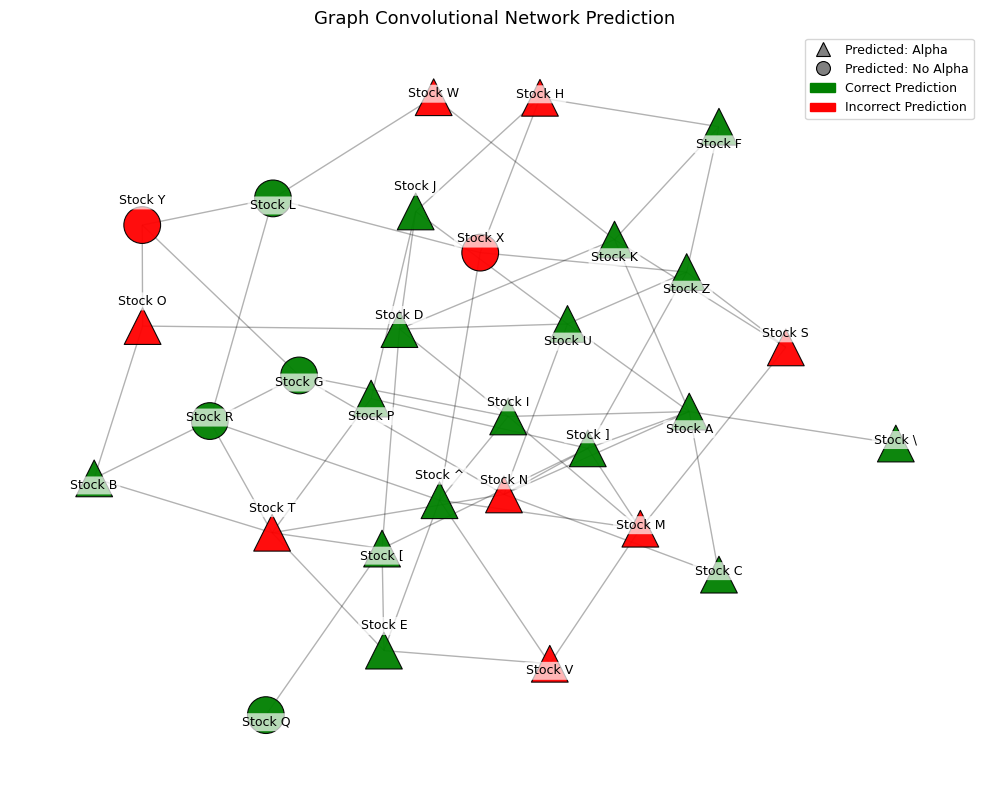 Graph Convolutional Network Prediction
Predicted: Alpha
Predicted: No Alpha
Correct Prediction
Incorrect Prediction
Stock W
Stock H
Stock F
Stock J
Stock Y
Stock L
Stock X
Stock K
Stock Z
Stock O
Stock D
Stock U
Stock S
Stock G
Stock I
Stock P
Stock R
Stock A
Stock ]
Stock \
Stock ^
Stock N
Stock B
Stock T
Stock M
Stock [
Stock C
Stock E
Stock V
Stock Q